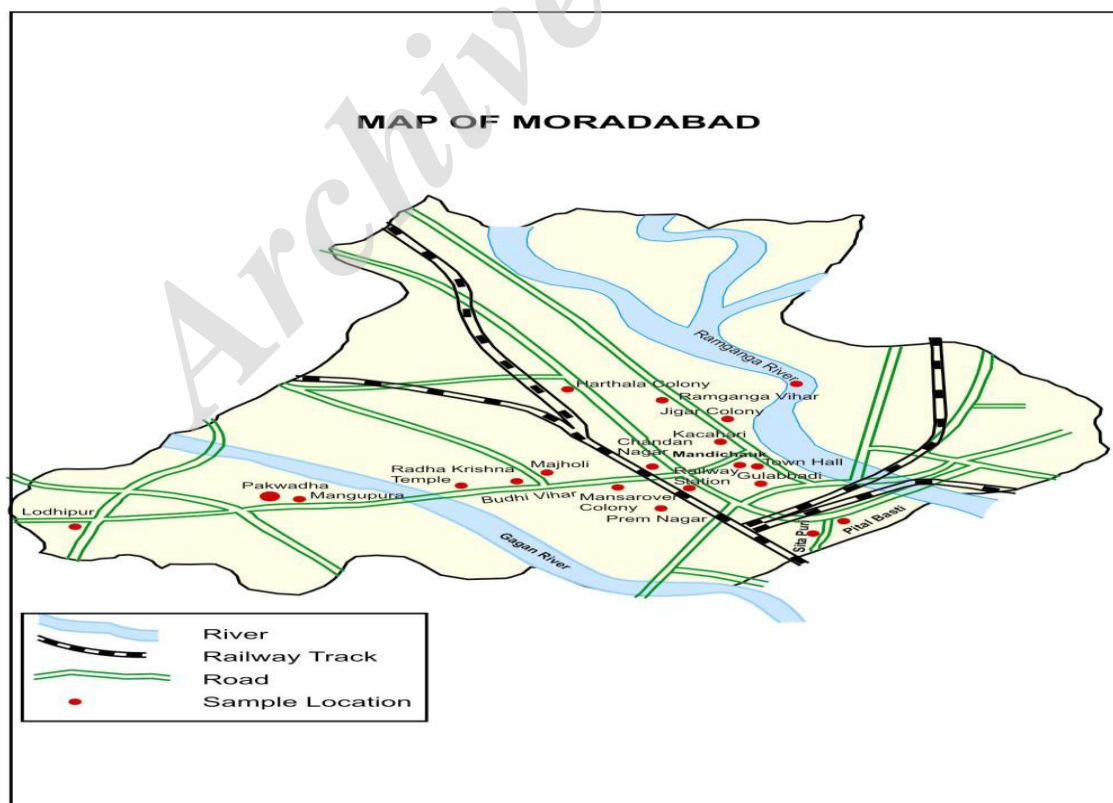 Archive
MAP OF MORADABAD
Ramganga River
Harthala Colony
Ramganga Vihar
Jigar Colony
Kacahari
Chandan
Nagar
Mandichauk
Town Hall
Railway
Station
Gulabbadi
Radha Krishna
Temple
Majholi
Budhi Vihar
Mansarover
Colony
Prem Nagar
Pakwadha
Mangupura
Lodhipur
Gagan River
Sita Puri
Pital Basti
River
Railway Track
Road
Sample Location